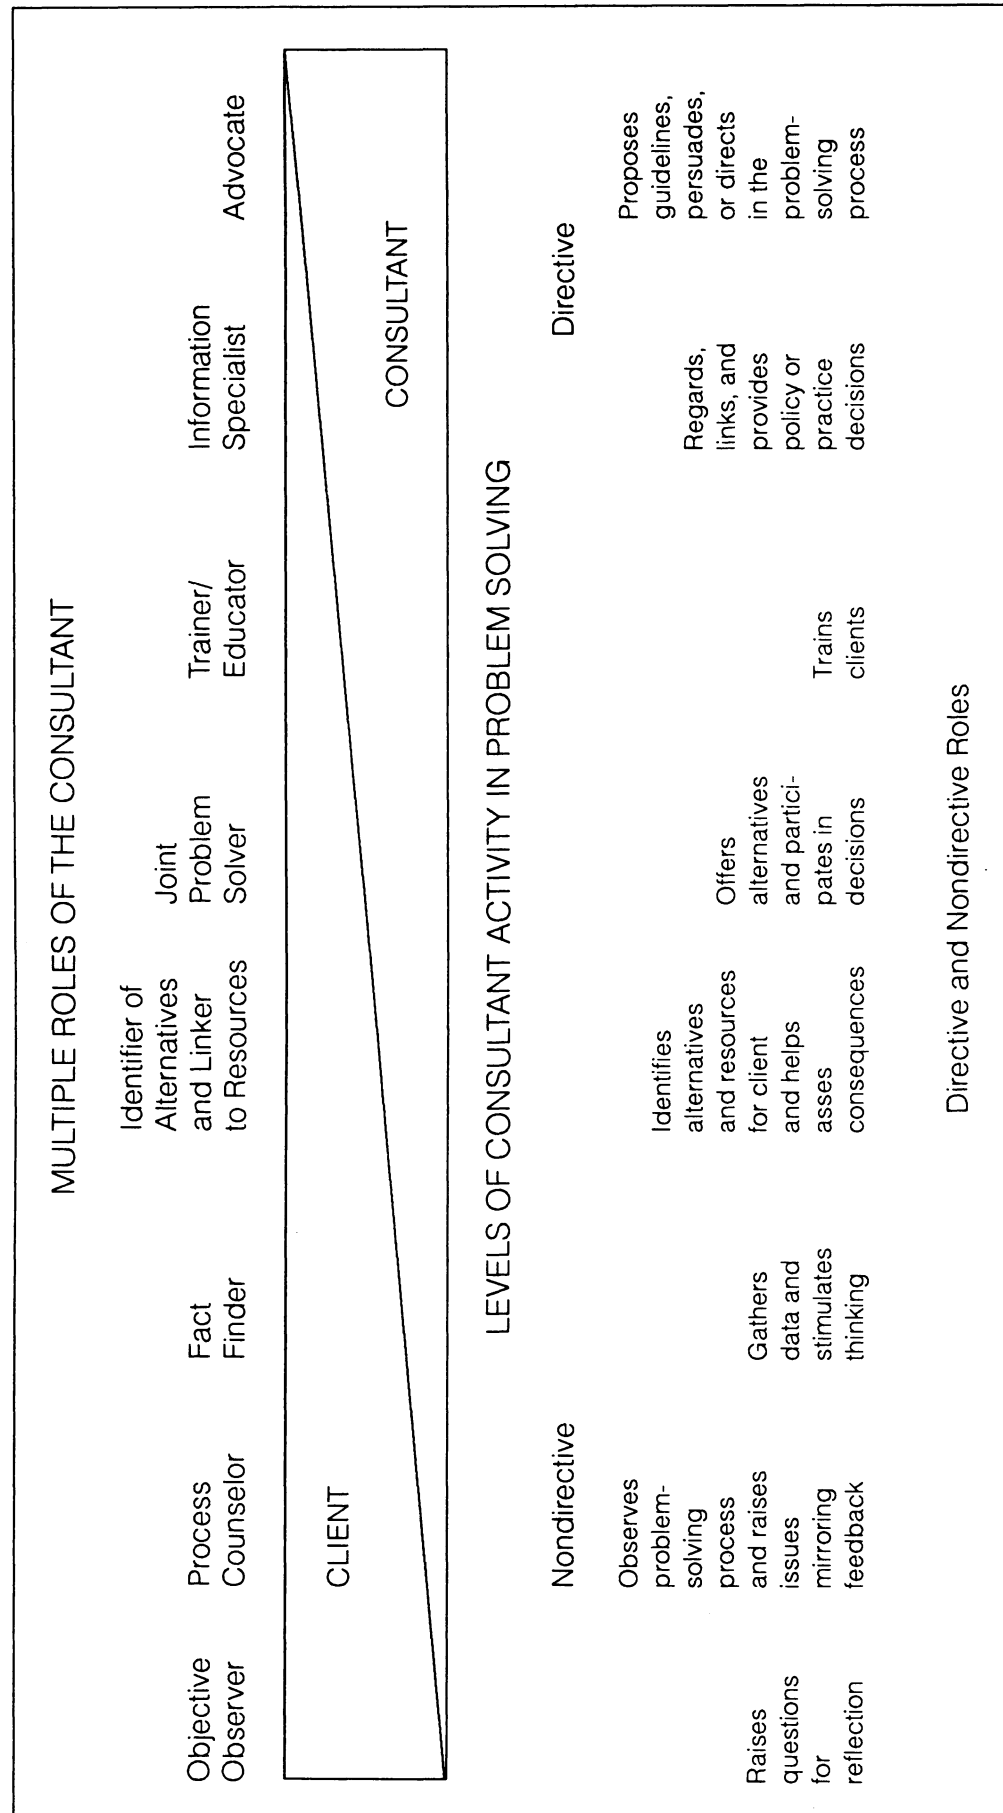 MULTIPLE ROLES OF THE CONSULTANT
Objective
Observer
Process
Counselor
Fact
Finder
Identifier of
Alternatives
and Linker
to Resources
Joint
Problem
Solver
Trainer/
Educator
Information
Specialist
Advocate
CLIENT
CONSULTANT
LEVELS OF CONSULTANT ACTIVITY IN PROBLEM SOLVING
Nondirective
Directive
Raises
questions
for
reflection
Observes
problem-
solving
process
and raises
issues
mirroring
feedback
Gathers
data and
stimulates
thinking
Identifies
alternatives
and resources
for client
and helps
asses
consequences
Offers
alternatives
and partici-
pates in
decisions
Trains
clients
Regards,
links, and
provides
policy or
practice
decisions
Proposes
guidelines,
persuades,
or directs
in the
problem-
solving
process
Directive and Nondirective Roles